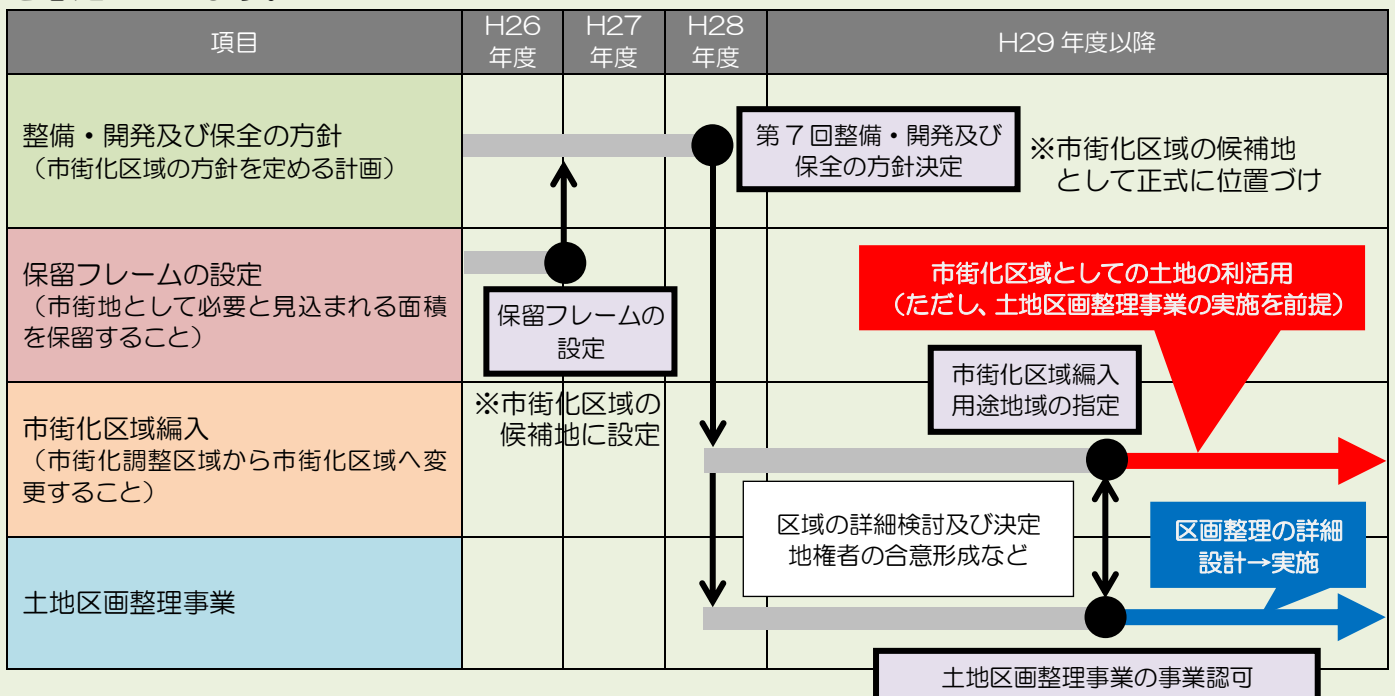 項目
H26
年度
H27
年度
H28
年度
H29 年度以降
整備・開発及び保全の方針
（市街化区域の方針を定める計画）
第７回整備・開発及び
保全の方針決定
※市街化区域の候補地
として正式に位置づけ
保留フレームの設定
（市街地として必要と見込まれる面積
を保留すること）
保留フレームの
設定
※市街化区域の
候補地に設定
市街化区域としての土地の利活用
（ただし、土地区画整理事業の実施を前提）
市街化区域編入
用途地域の指定
市街化区域編入
（市街化調整区域から市街化区域へ変
更すること）
区域の詳細検討及び決定
地権者の合意形成など
区画整理の詳細
設計→実施
土地区画整理事業
土地区画整理事業の事業認可